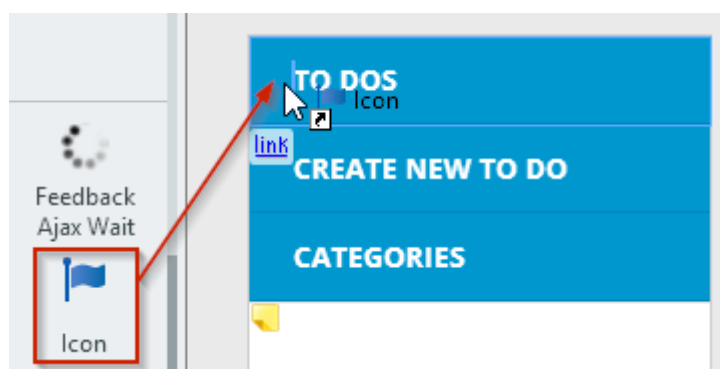 TO DOS
Icon
link
CREATE NEW TO DO
Feedback
Ajax Wait
CATEGORIES
Icon